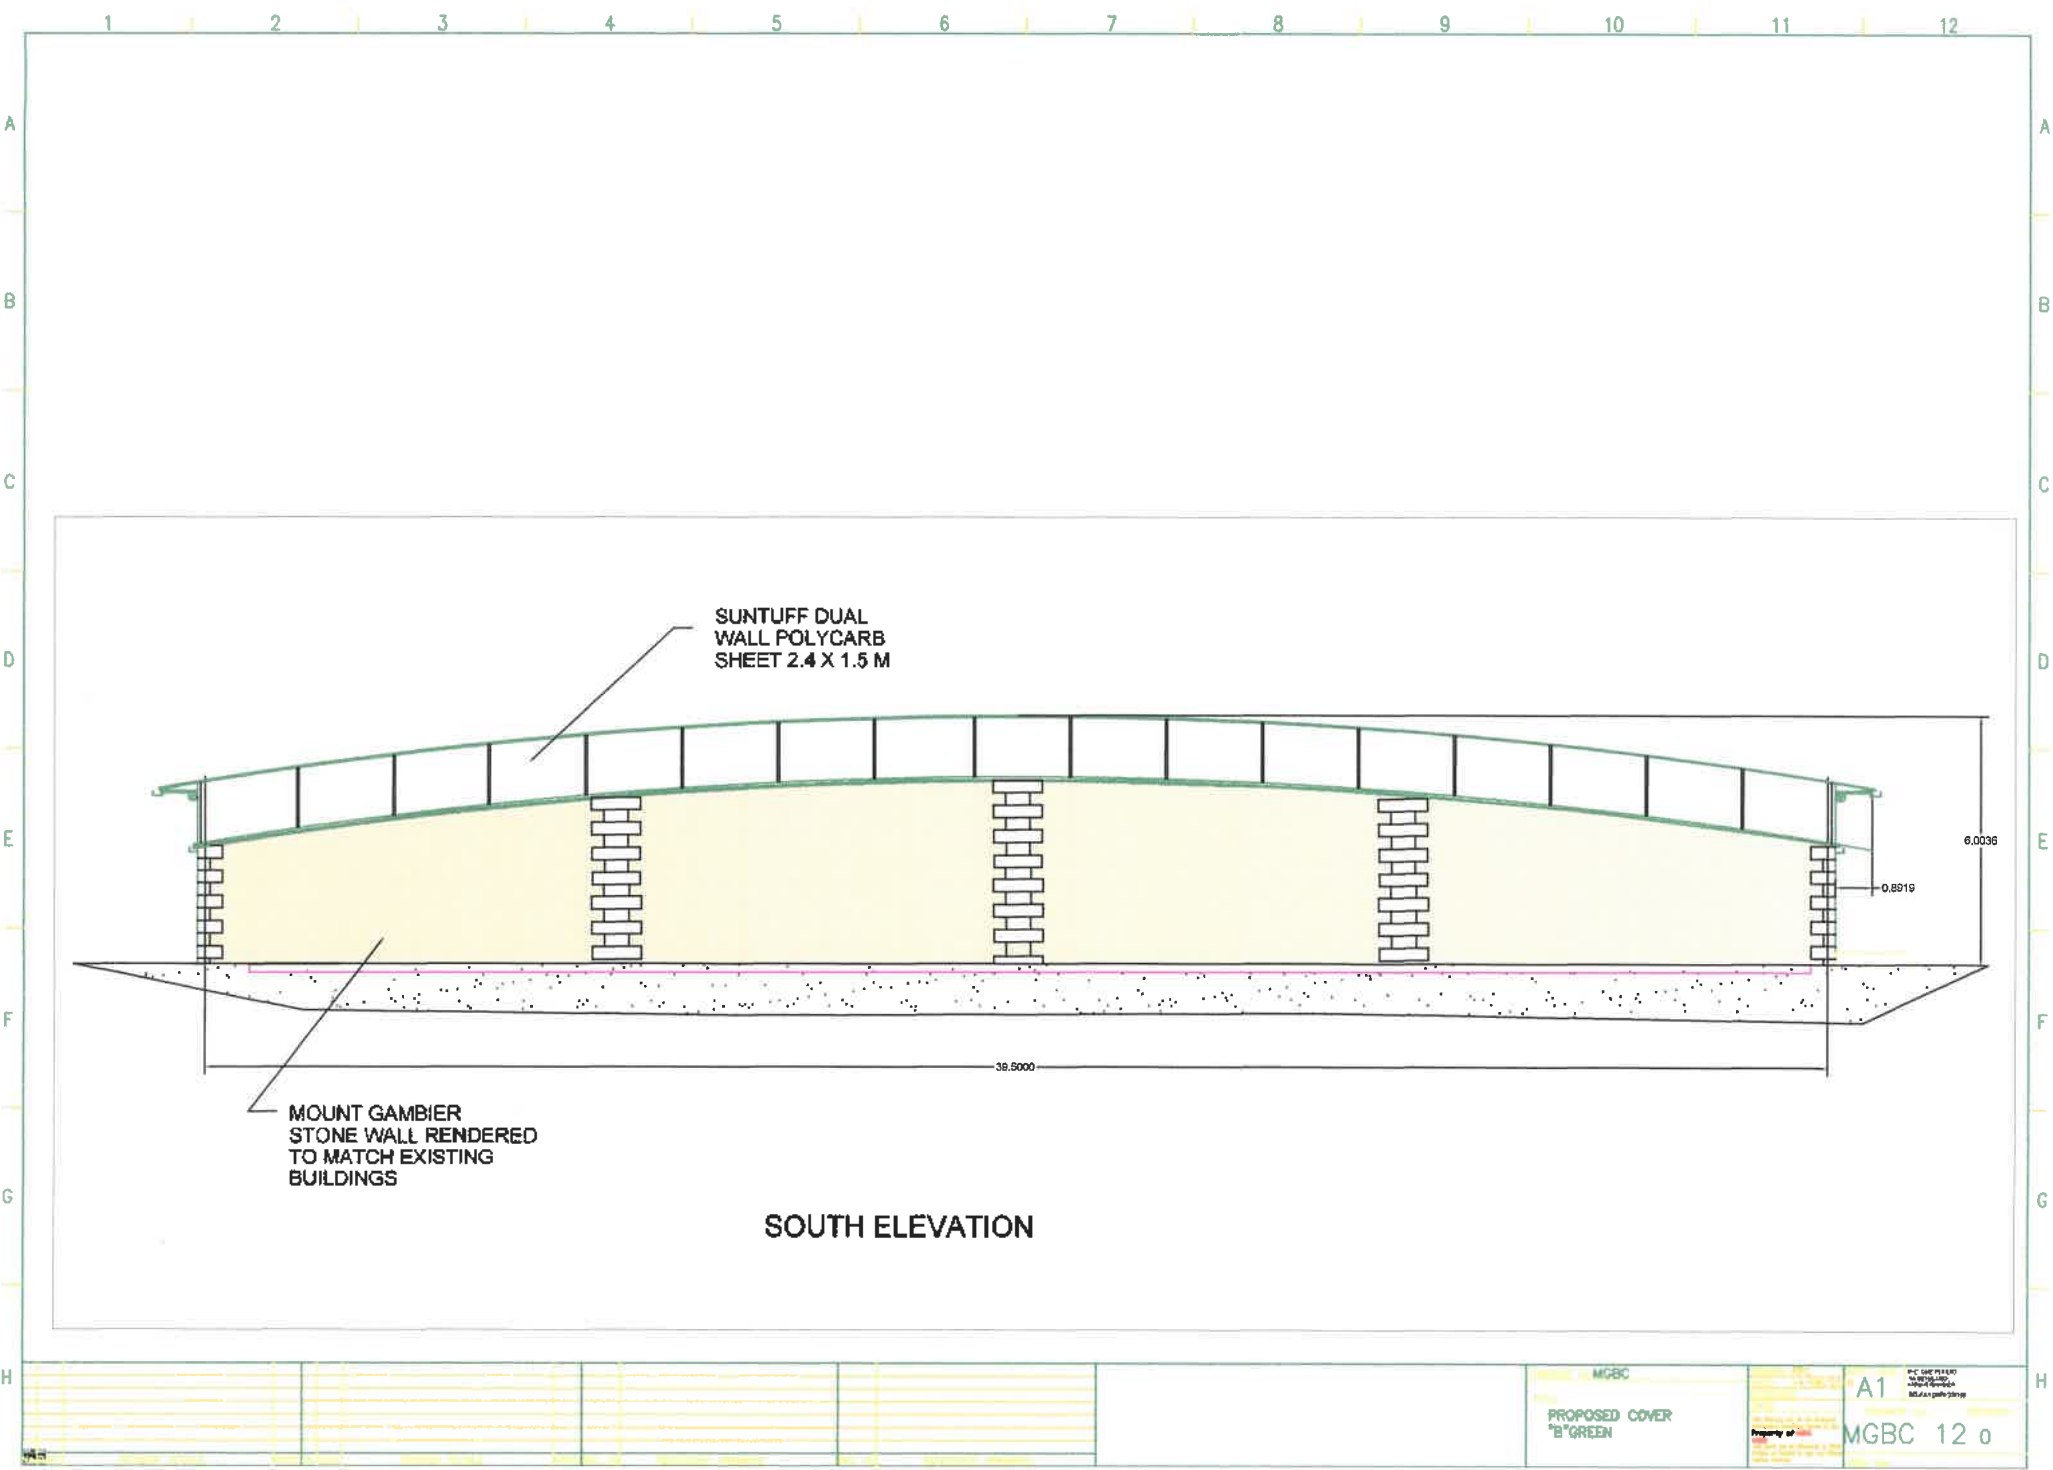 1 2 3 4 5 6 7 8 9 10 11 12
A A
B B
C C
SUNTUFF DUAL
WALL POLYCARB
SHEET 2.4 X 1.5 M
D D
E E
6.0036
0.8919
F F
39.5000
MOUNT GAMBIER
STONE WALL RENDERED
TO MATCH EXISTING
BUILDINGS
G G
SOUTH ELEVATION
H H
MGBC
PROPOSED COVER
"B"GREEN
Property of
A1
MGBC 12 0